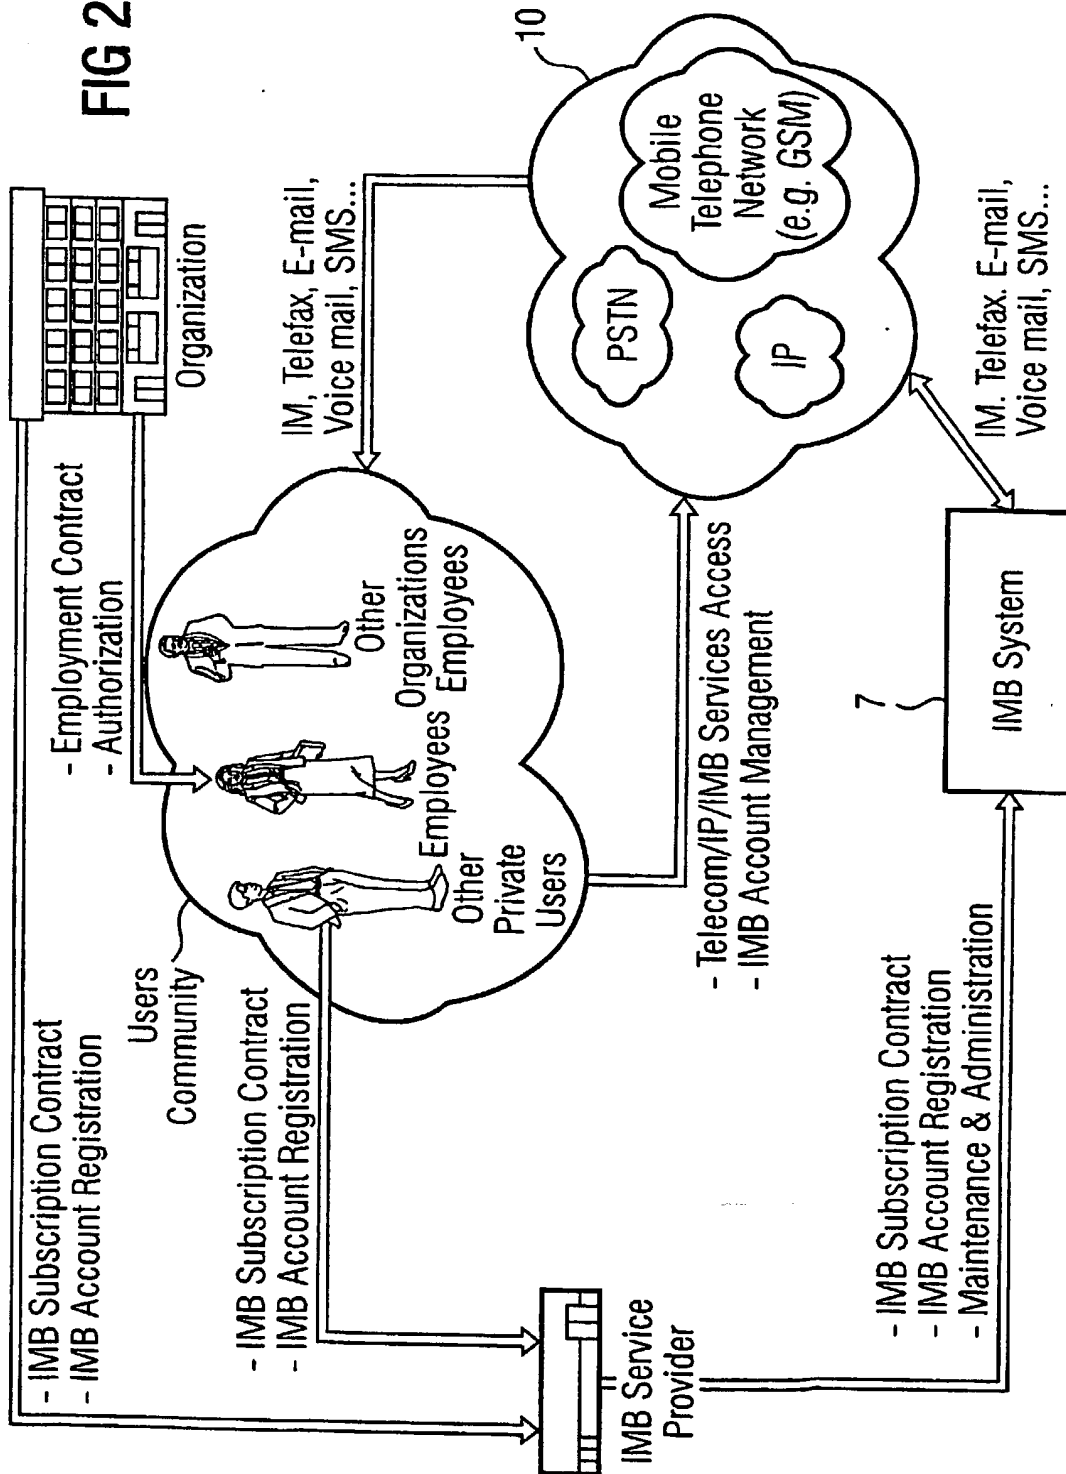 FIG 2
Organization
- IMB Subscription Contract
- IMB Account Registration
- Employment Contract
- Authorization
Users
Community
- IMB Subscription Contract
- IMB Account Registration
Other
Private
Users
Employees
Other
Organizations
Employees
IM, Telefax, E-mail,
Voice mail, SMS...
10
PSTN
IP
Mobile
Telephone
Network
(e.g. GSM)
- Telecom/IP/IMB Services Access
- IMB Account Management
IMB Service
Provider
- IMB Subscription Contract
- IMB Account Registration
- Maintenance & Administration
7
IMB System
IM. Telefax. E-mail,
Voice mail, SMS...